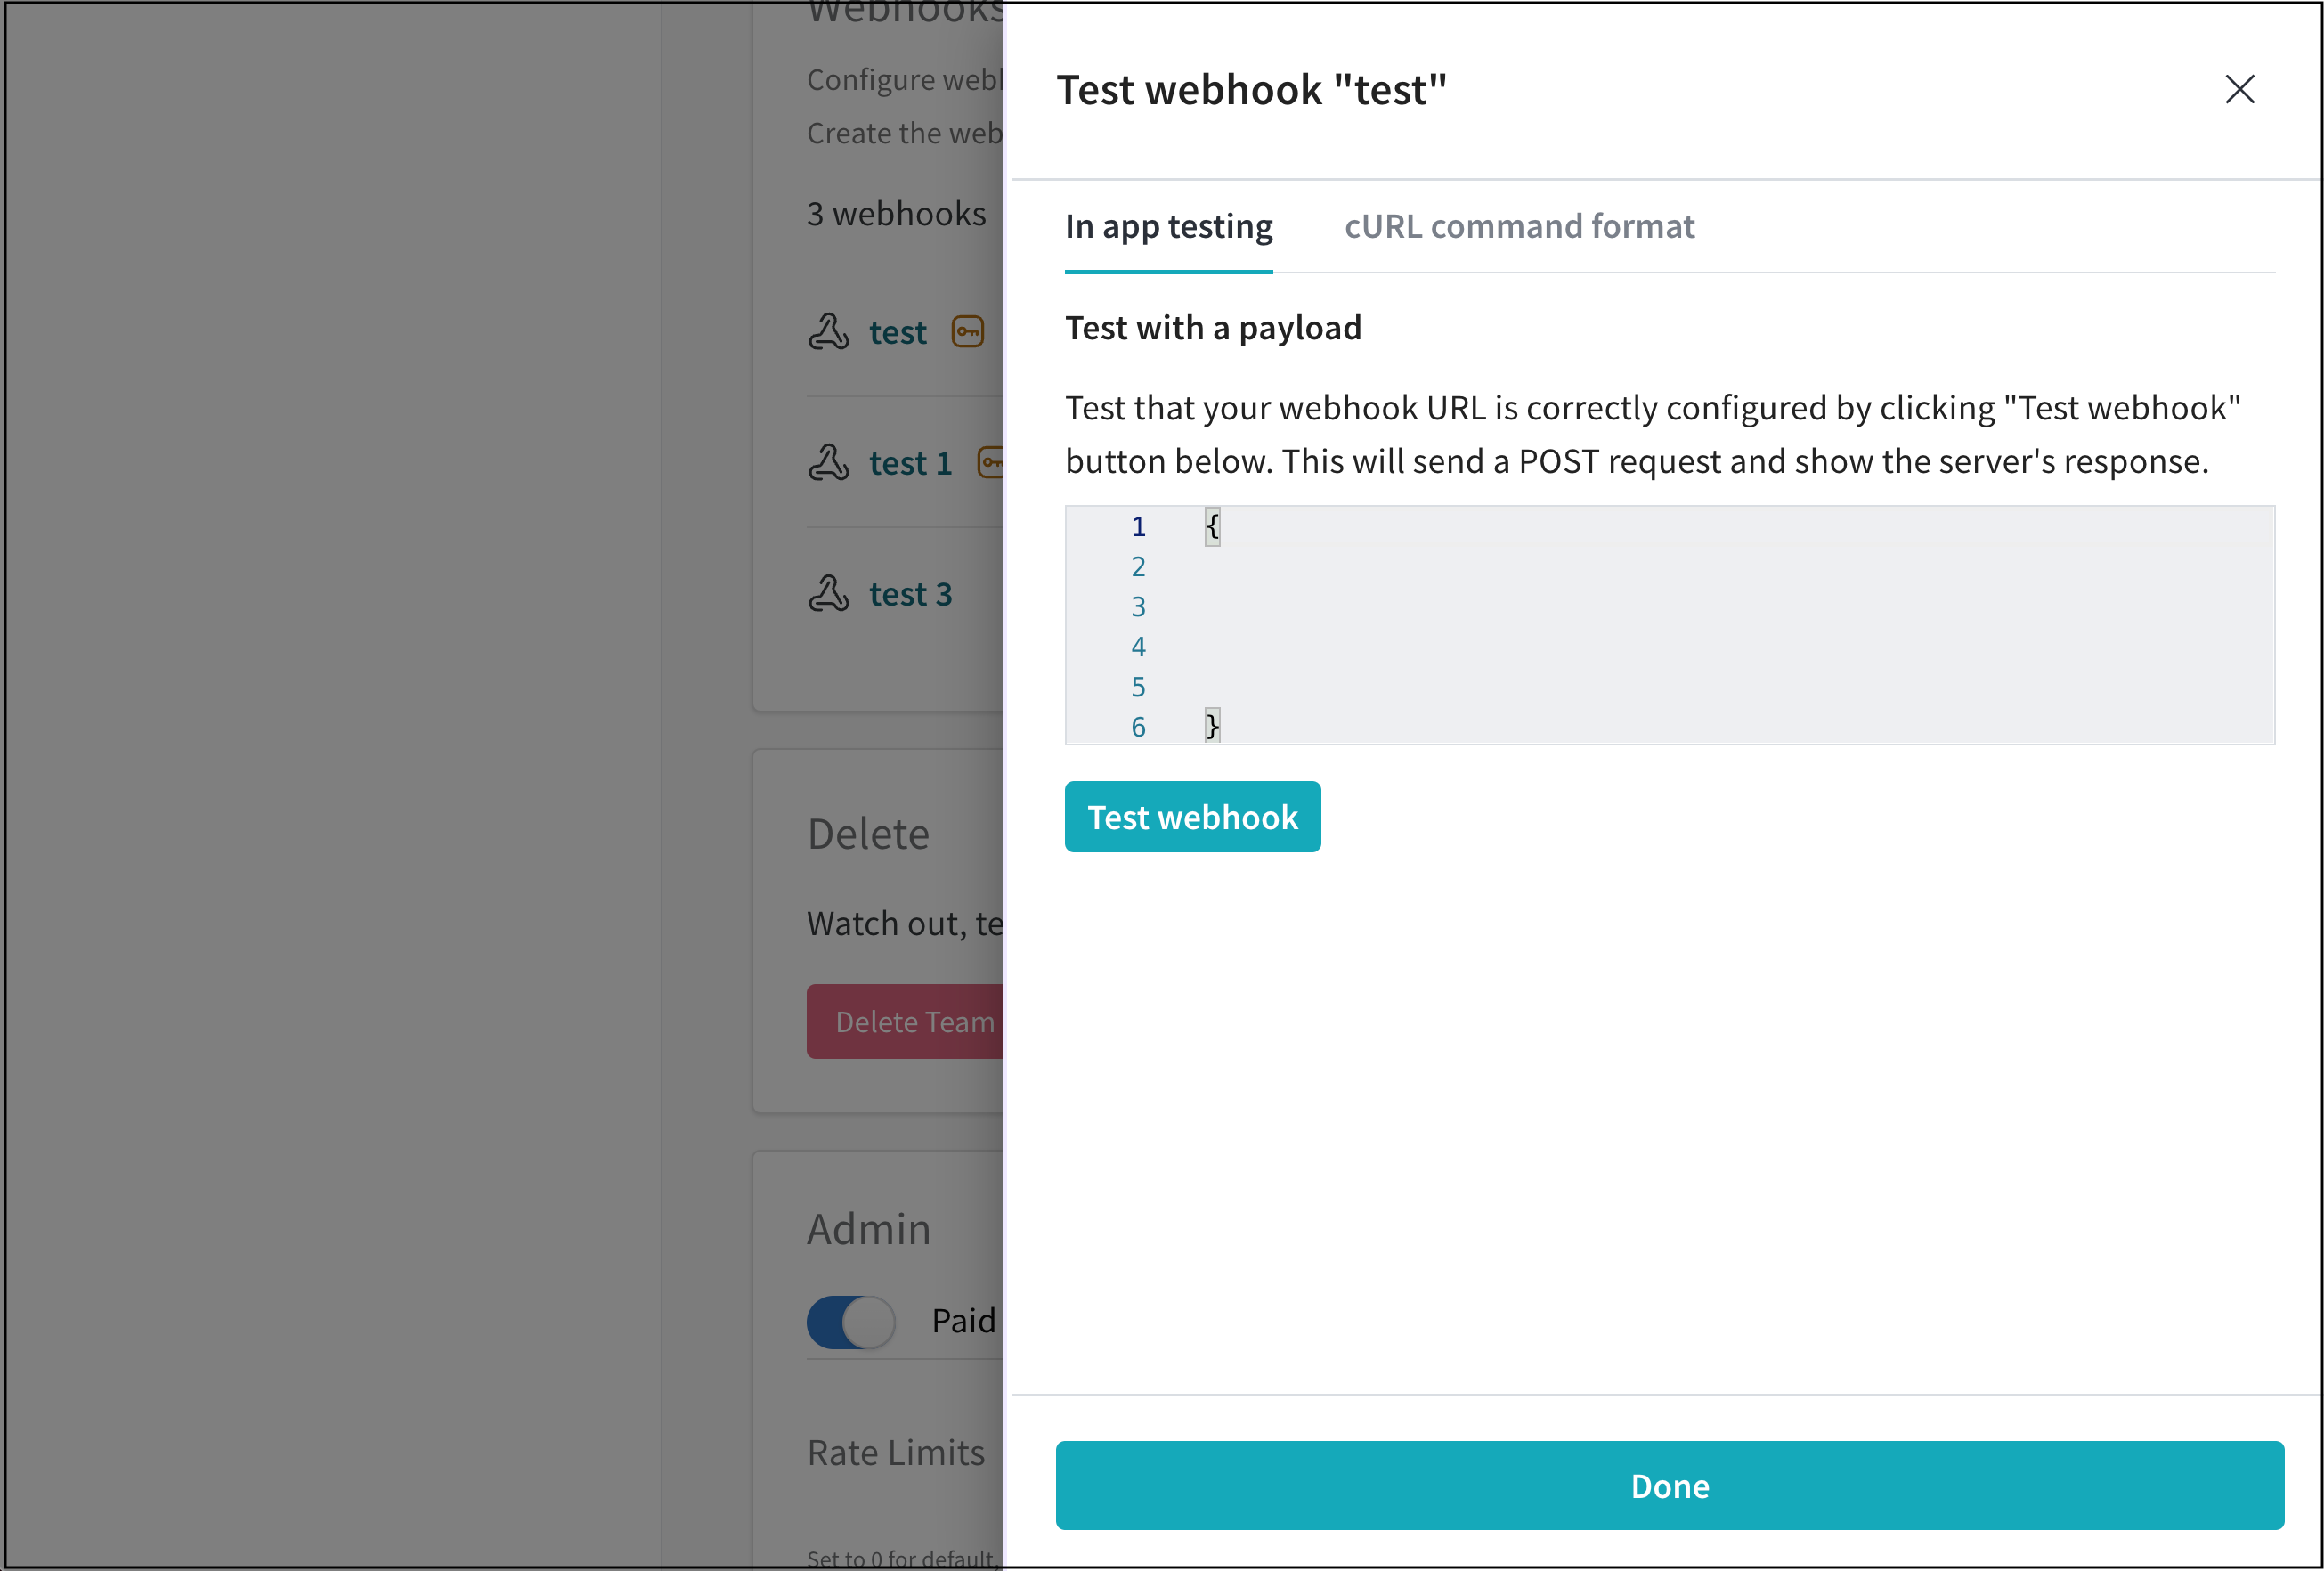 Webhooks
Configure web
Create the web
3 webhooks
test
test 1
test 3
Delete
Watch out, te
Delete Team
Admin
Paid
Rate Limits
Set to 0 for default,
Test webhook "test"
In app testing
cURL command format
Test with a payload
Test that your webhook URL is correctly configured by clicking "Test webhook"
button below. This will send a POST request and show the server's response.
1 {
2
3
4
5
6 }
Test webhook
Done